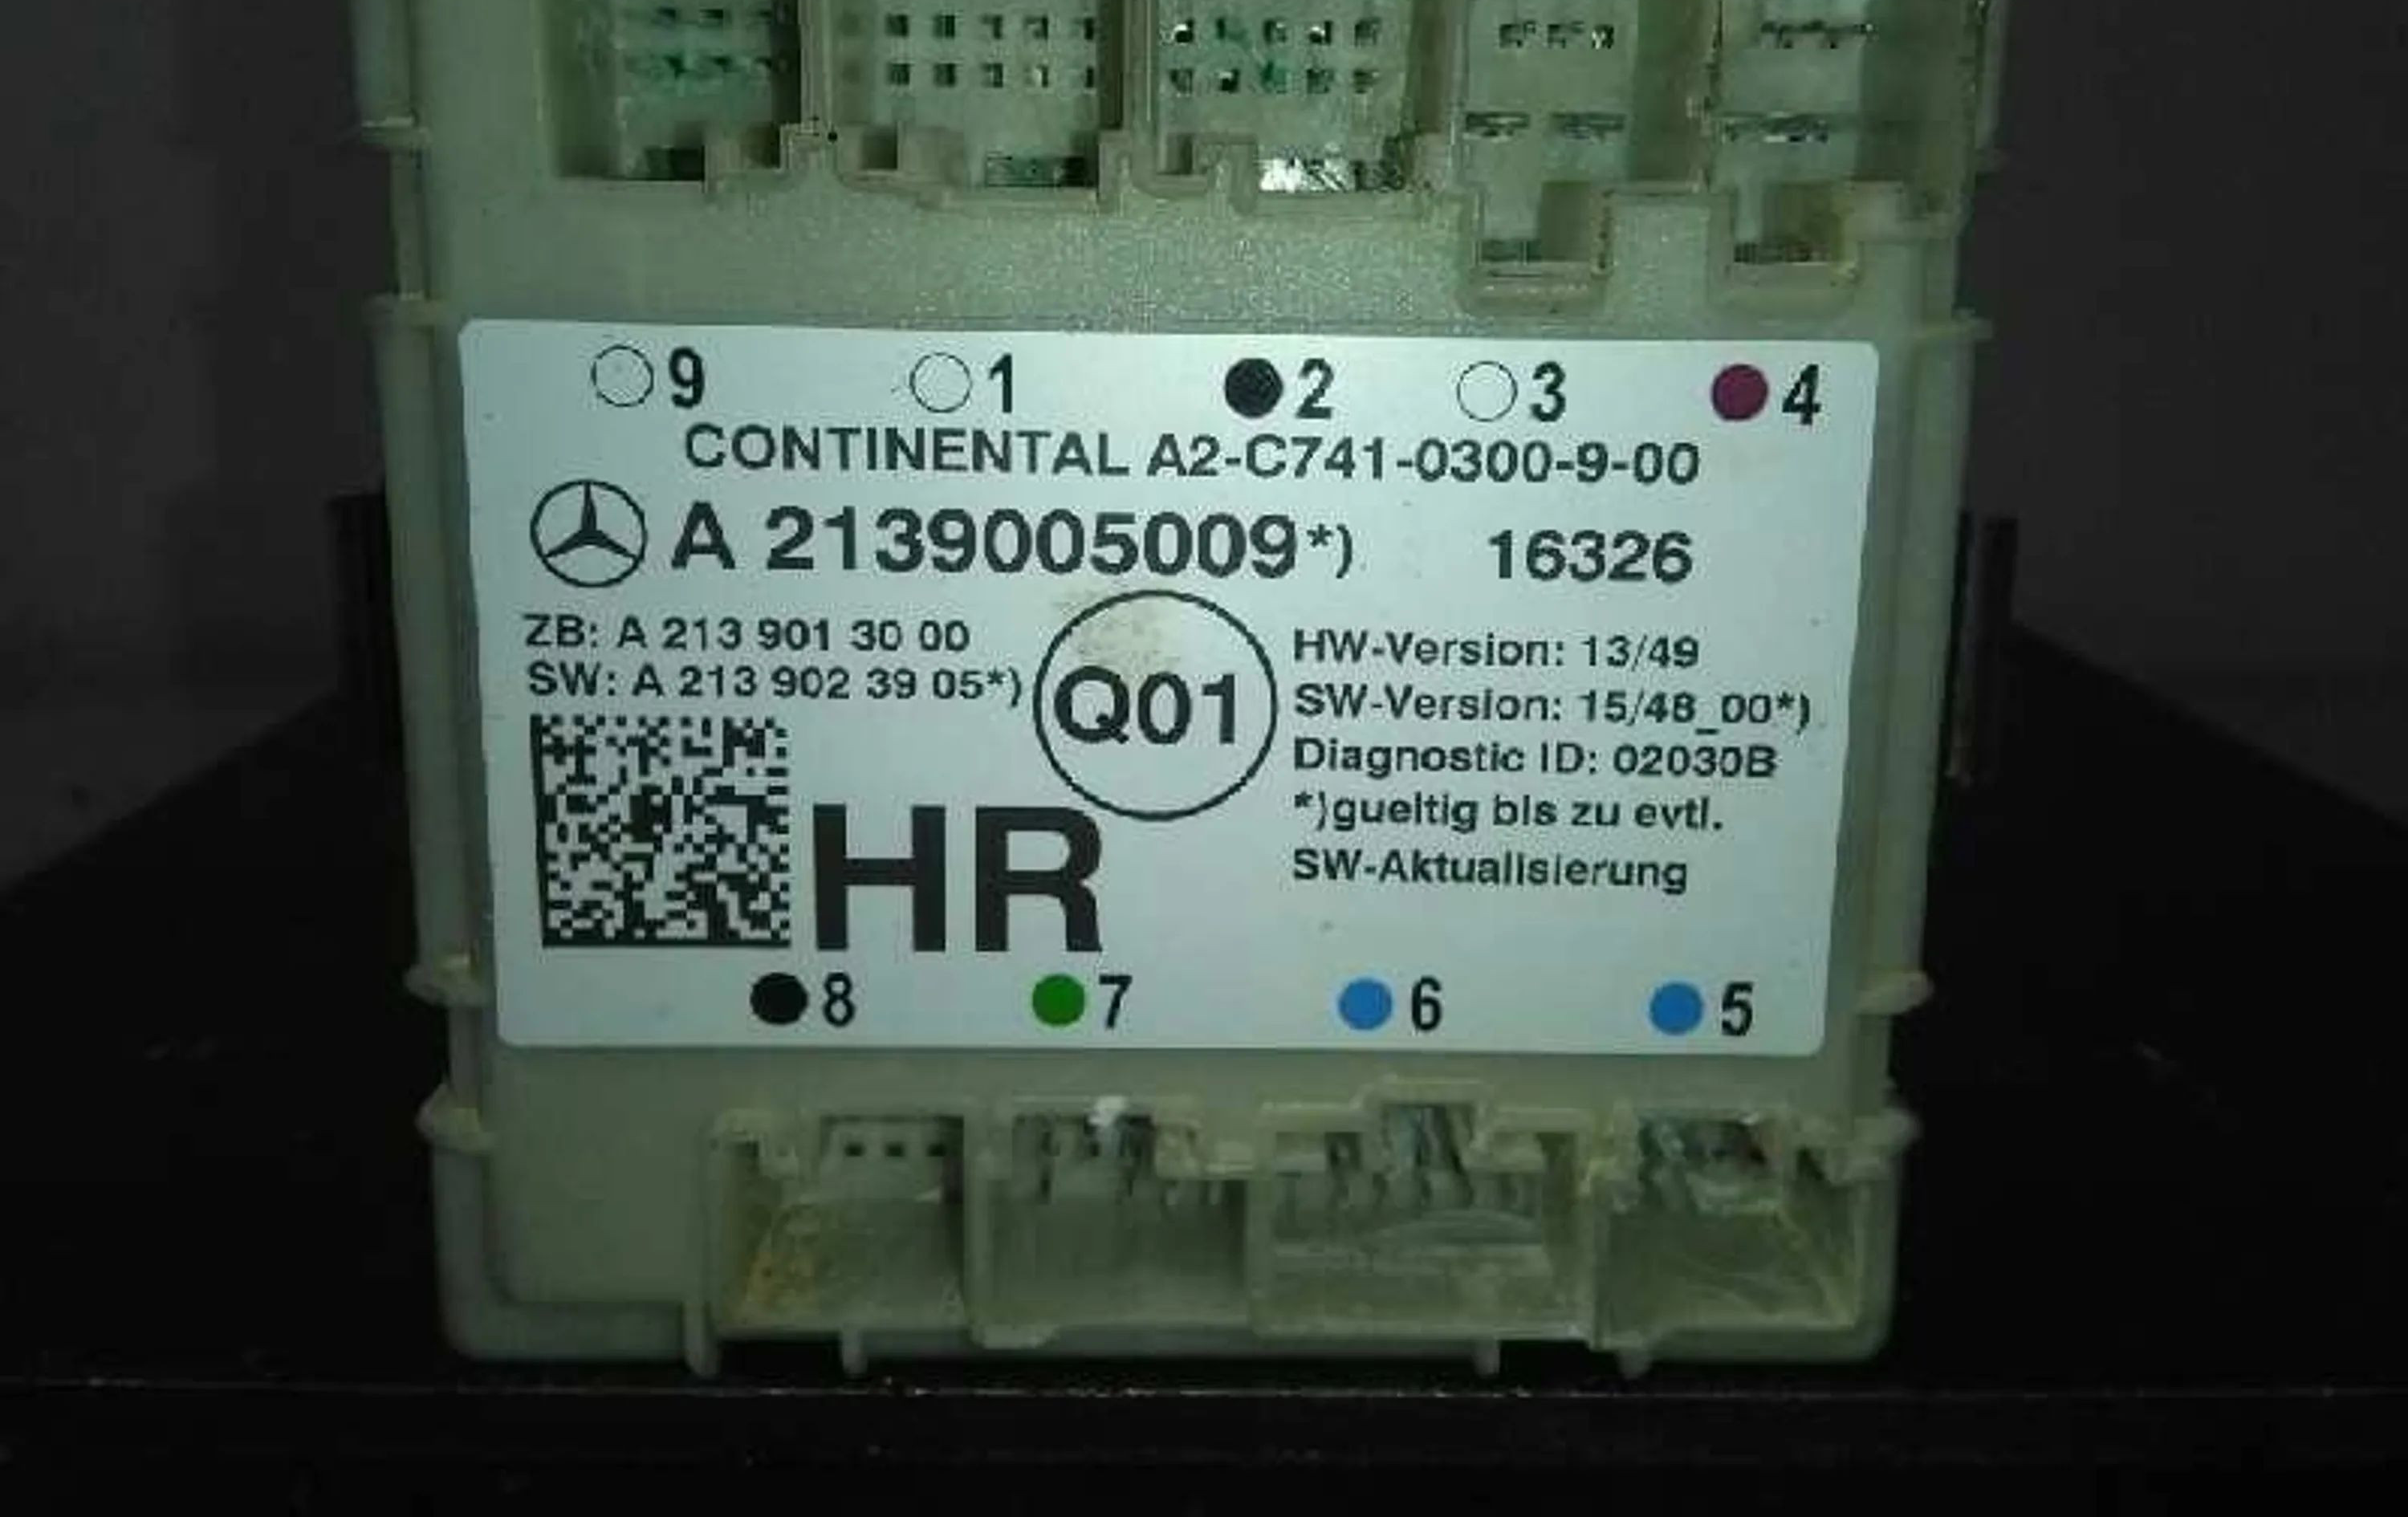 9 1 2 3 4
CONTINENTAL A2-C741-0300-9-00
A 2139005009*) 16326
ZB: A 213 901 30 00
SW: A 213 902 39 05*)
Q01
HW-Version: 13/49
SW-Version: 15/48_00*)
Diagnostic ID: 02030B
*)gueltig bis zu evtl.
SW-Aktualisierung
HR
8 7 6 5